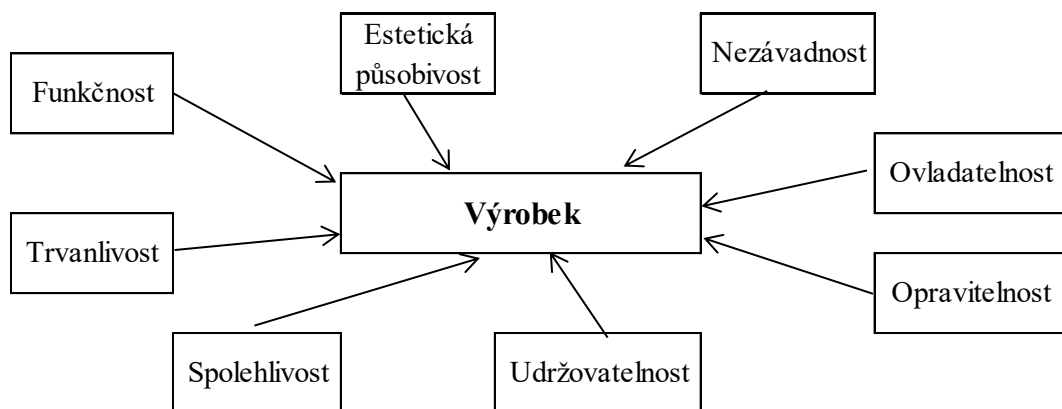 Estetická
působivost
Nezávadnost
Funkčnost
Ovladatelnost
Výrobek
Trvanlivost
Opravitelnost
Spolehlivost
Udržovatelnost